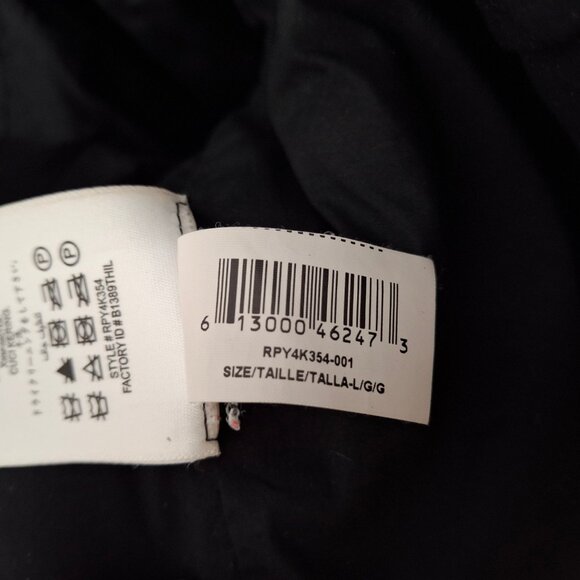 6 13000 46247 3
RPY4K354-001
SIZE/TAILLE/TALLA-L/G/G
STYLE #RPY4K354
FACTORY ID #B1389THIL
P P